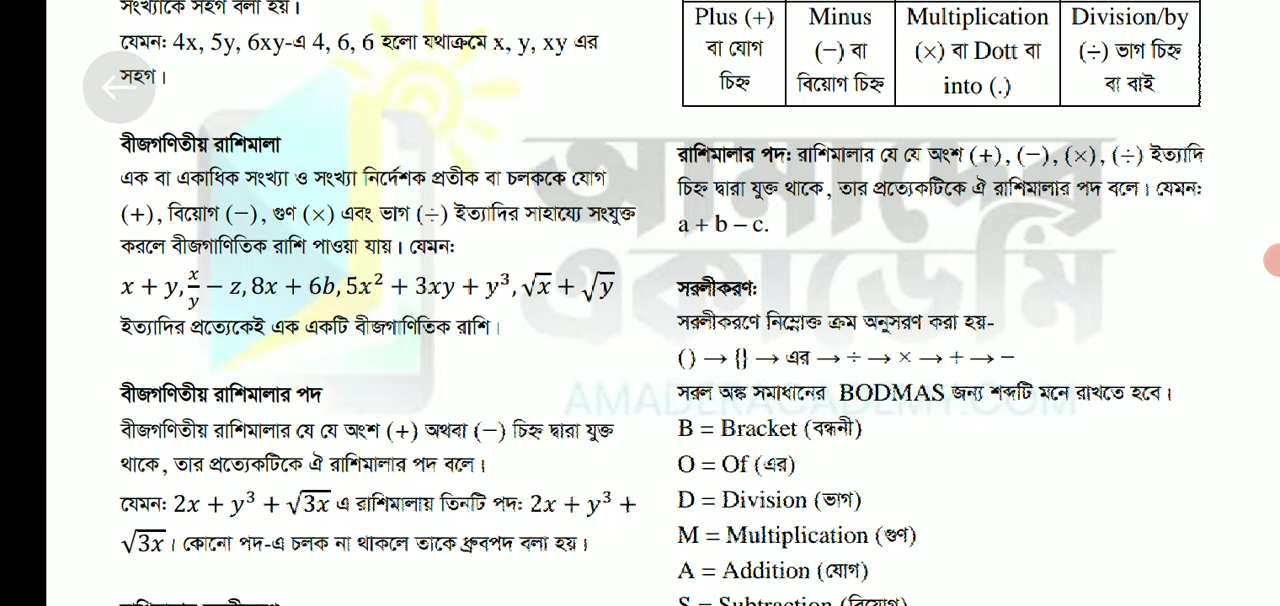 সংখ্যাকে সহগ বলা হয়।
যেমন: 4x, 5y, 6xy-এ 4, 6, 6 হলো যথাক্রমে x, y, xy এর
সহগ।
বীজগণিতীয় রাশিমালা
এক বা একাধিক সংখ্যা ও সংখ্যা নির্দেশক প্রতীক বা চলককে যোগ
(+), বিয়োগ (−), গুণ (×) এবং ভাগ (÷) ইত্যাদির সাহায্যে সংযুক্ত
করলে বীজগাণিতিক রাশি পাওয়া যায়। যেমন:
x + y, x/y − z, 8x + 6b, 5x² + 3xy + y³, √x + √y
ইত্যাদির প্রত্যেকেই এক একটি বীজগাণিতিক রাশি।
বীজগণিতীয় রাশিমালার পদ
বীজগণিতীয় রাশিমালার যে যে অংশ (+) অথবা (−) চিহ্ন দ্বারা যুক্ত
থাকে, তার প্রত্যেকটিকে ঐ রাশিমালার পদ বলে।
যেমন: 2x + y³ + √3x এ রাশিমালায় তিনটি পদ: 2x + y³ +
√3x। কোনো পদ-এ চলক না থাকলে তাকে ধ্রুবপদ বলা হয়।
Plus (+) Minus Multiplication Division/by
বা যোগ (−) বা (×) বা Dott বা (÷) ভাগ চিহ্ন
চিহ্ন বিয়োগ চিহ্ন into (.) বা বাই
রাশিমালার পদ: রাশিমালার যে যে অংশ (+), (−), (×), (÷) ইত্যাদি
চিহ্ন দ্বারা যুক্ত থাকে, তার প্রত্যেকটিকে ঐ রাশিমালার পদ বলে। যেমন:
a + b − c.
সরলীকরণ:
সরলীকরণে নিম্নোক্ত ক্রম অনুসরণ করা হয়-
() → {} → এর → ÷ → × → + → −
সরল অঙ্ক সমাধানের BODMAS জন্য শব্দটি মনে রাখতে হবে।
B = Bracket (বন্ধনী)
O = Of (এর)
D = Division (ভাগ)
M = Multiplication (গুণ)
A = Addition (যোগ)
S = Subtraction (বিয়োগ)
আমাদের
একাডেমি
AMADERACADEMY.COM